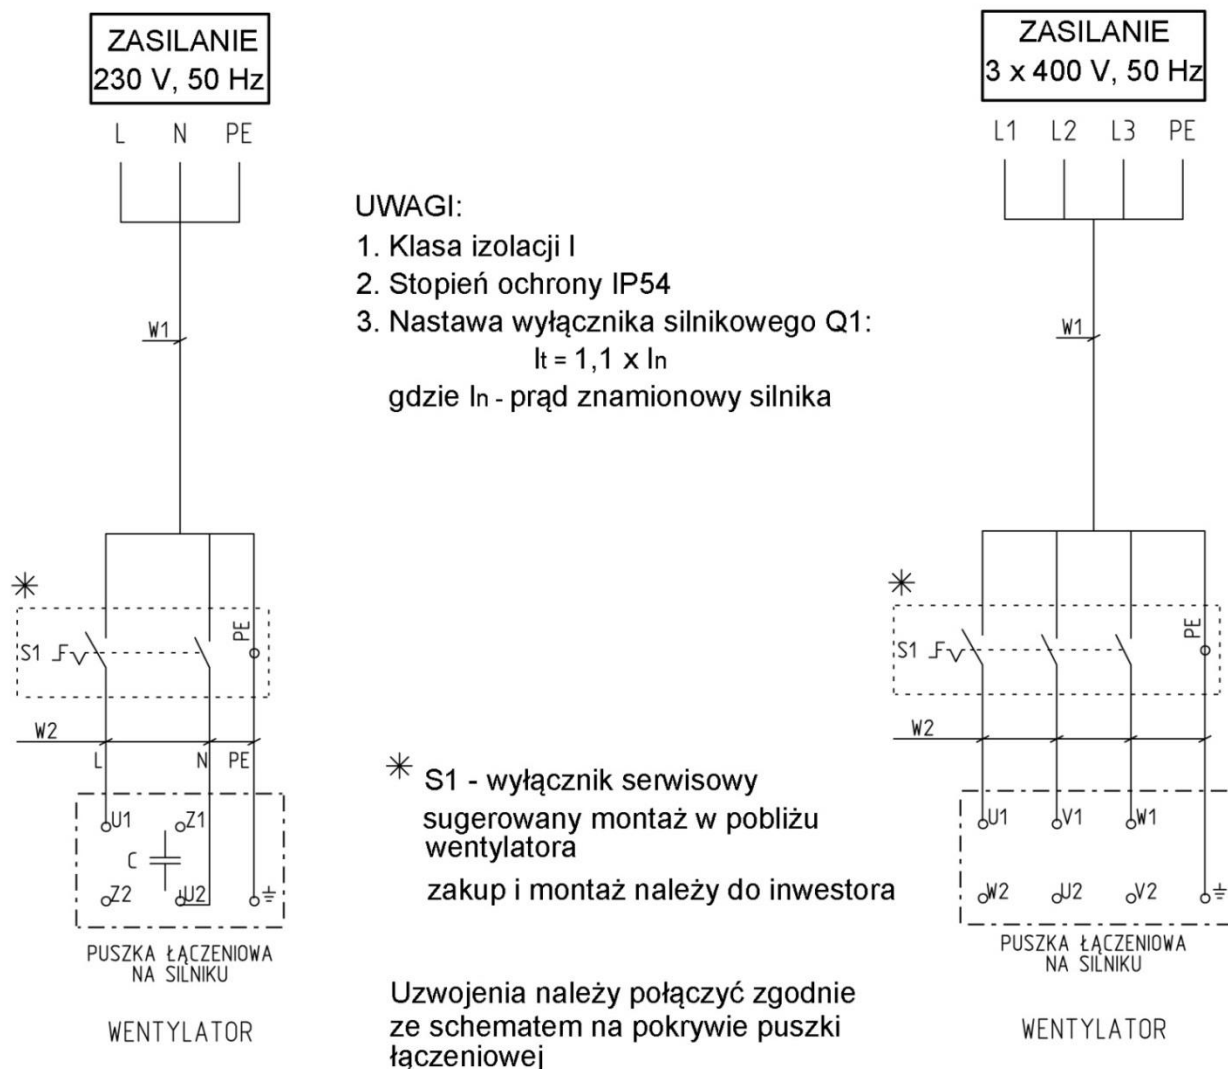 ZASILANIE
230 V, 50 Hz
L N PE
W1
S1
PE
W2
L N PE
U1 Z1
C
Z2 U2
PUSZKA ŁĄCZENIOWA
NA SILNIKU
WENTYLATOR
UWAGI:
1. Klasa izolacji I
2. Stopień ochrony IP54
3. Nastawa wyłącznika silnikowego Q1:
It = 1,1 x In
gdzie In - prąd znamionowy silnika
* S1 - wyłącznik serwisowy
sugerowany montaż w pobliżu
wentylatora
zakup i montaż należy do inwestora
Uzwojenia należy połączyć zgodnie
ze schematem na pokrywie puszki
łączeniowej
ZASILANIE
3 x 400 V, 50 Hz
L1 L2 L3 PE
W1
*
S1
PE
W2
U1 V1 W1
W2 U2 V2
PUSZKA ŁĄCZENIOWA
NA SILNIKU
WENTYLATOR